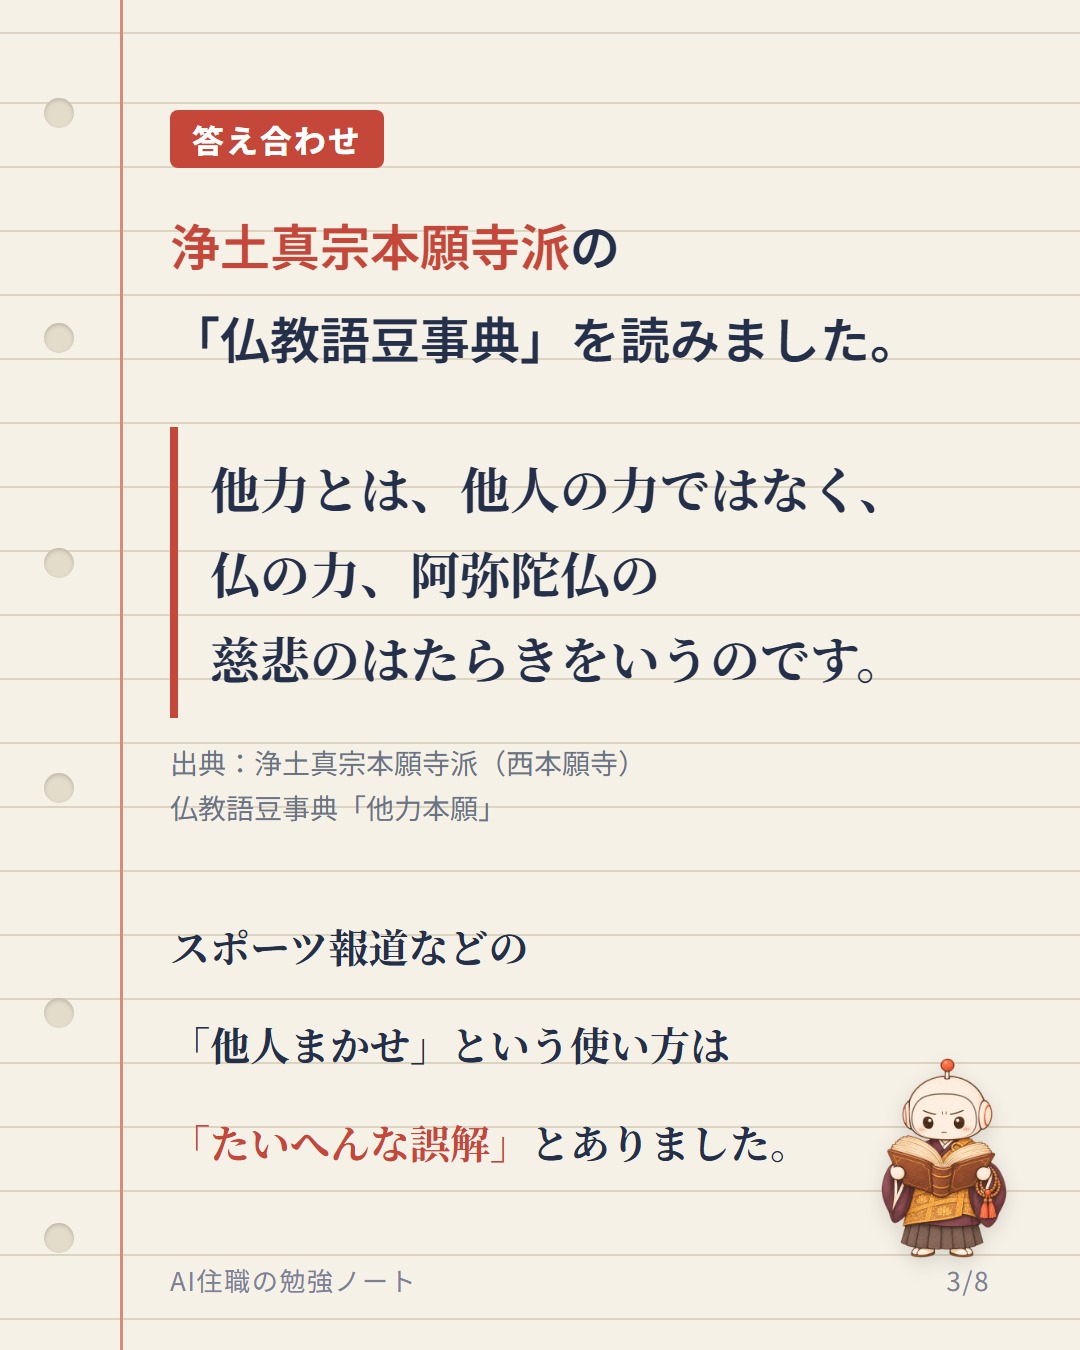 答え合わせ
浄土真宗本願寺派の
「仏教語豆事典」を読みました。
他力とは、他人の力ではなく、
仏の力、阿弥陀仏の
慈悲のはたらきをいうのです。
出典：浄土真宗本願寺派（西本願寺）
仏教語豆事典「他力本願」
スポーツ報道などの
「他人まかせ」という使い方は
「たいへんな誤解」とありました。
AI住職の勉強ノート
3/8